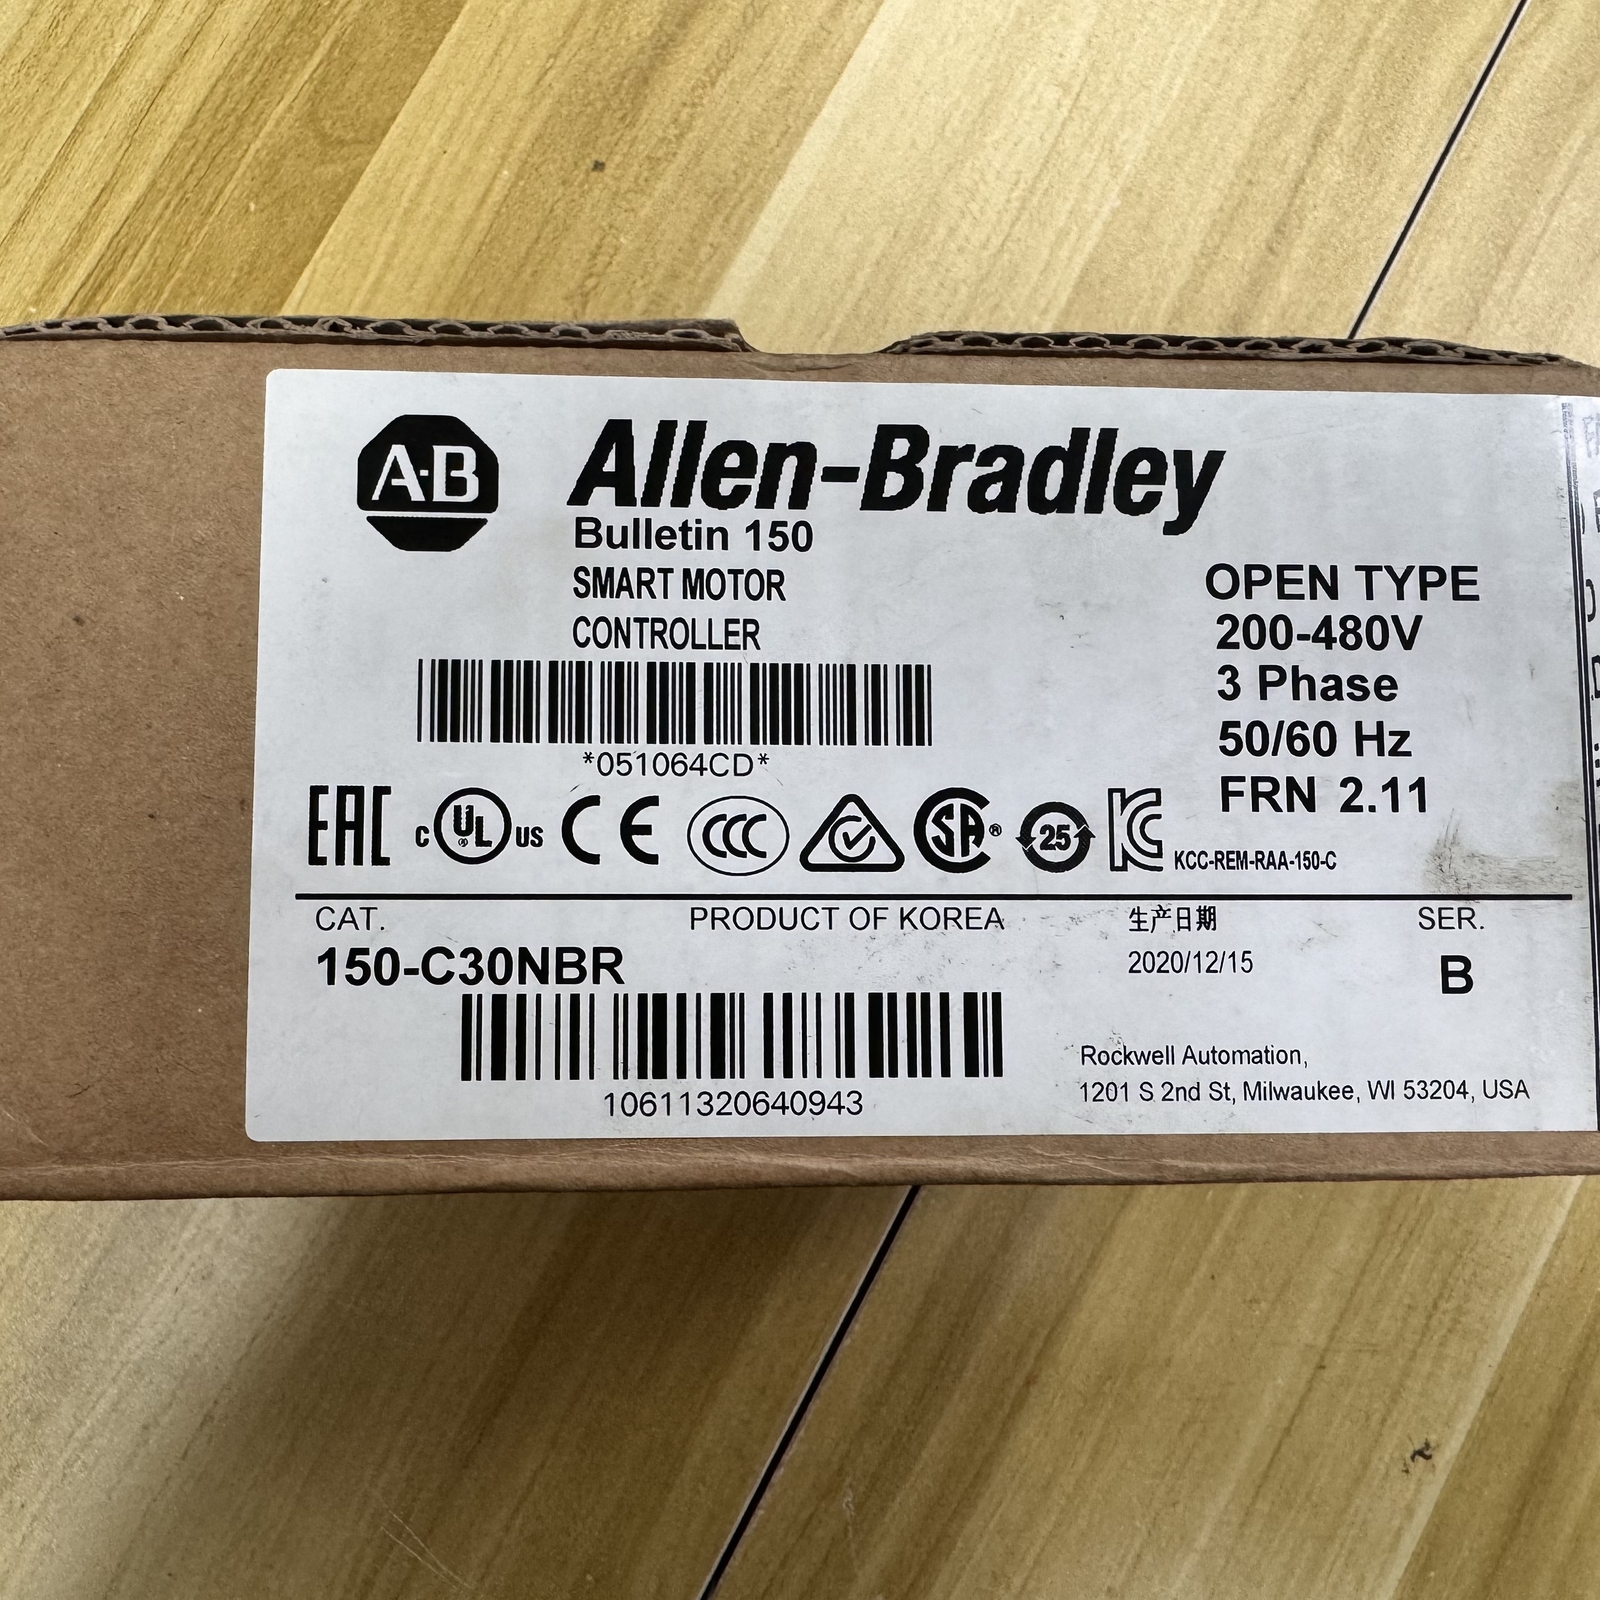 A-B Allen-Bradley
Bulletin 150
SMART MOTOR
CONTROLLER
*051064CD*
OPEN TYPE
200-480V
3 Phase
50/60 Hz
FRN 2.11
EAC c UL ® US CE CCC SA ® 25 KC KCC-REM-RAA-150-C
CAT.
150-C30NBR
10611320640943
PRODUCT OF KOREA
生产日期
2020/12/15
SER.
B
Rockwell Automation,
1201 S 2nd St, Milwaukee, WI 53204, USA